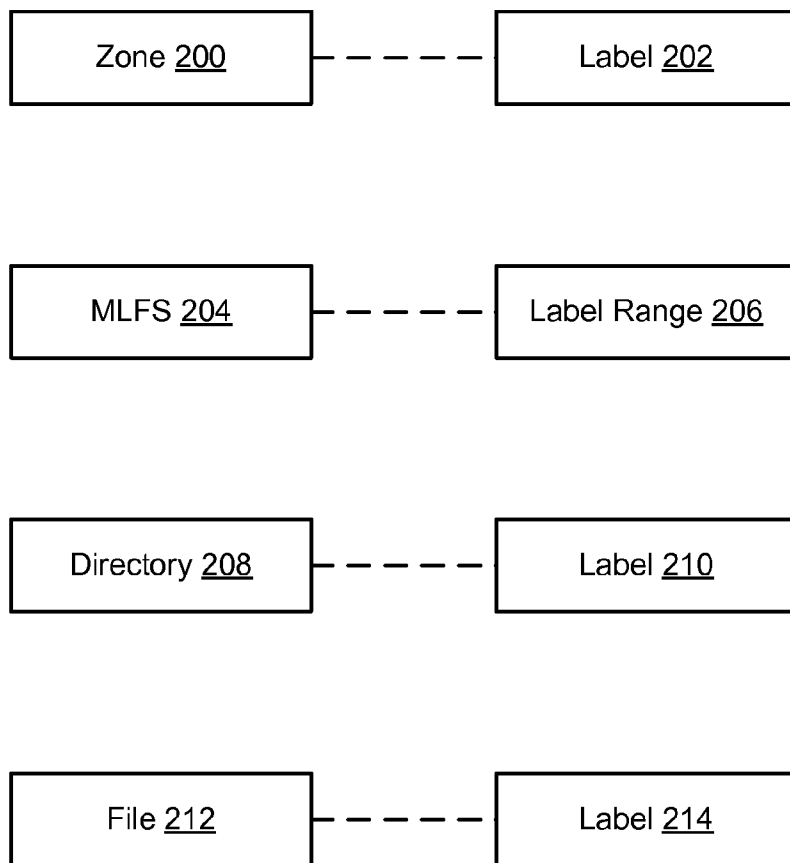 Zone 200
Label 202
MLFS 204
Label Range 206
Directory 208
Label 210
File 212
Label 214